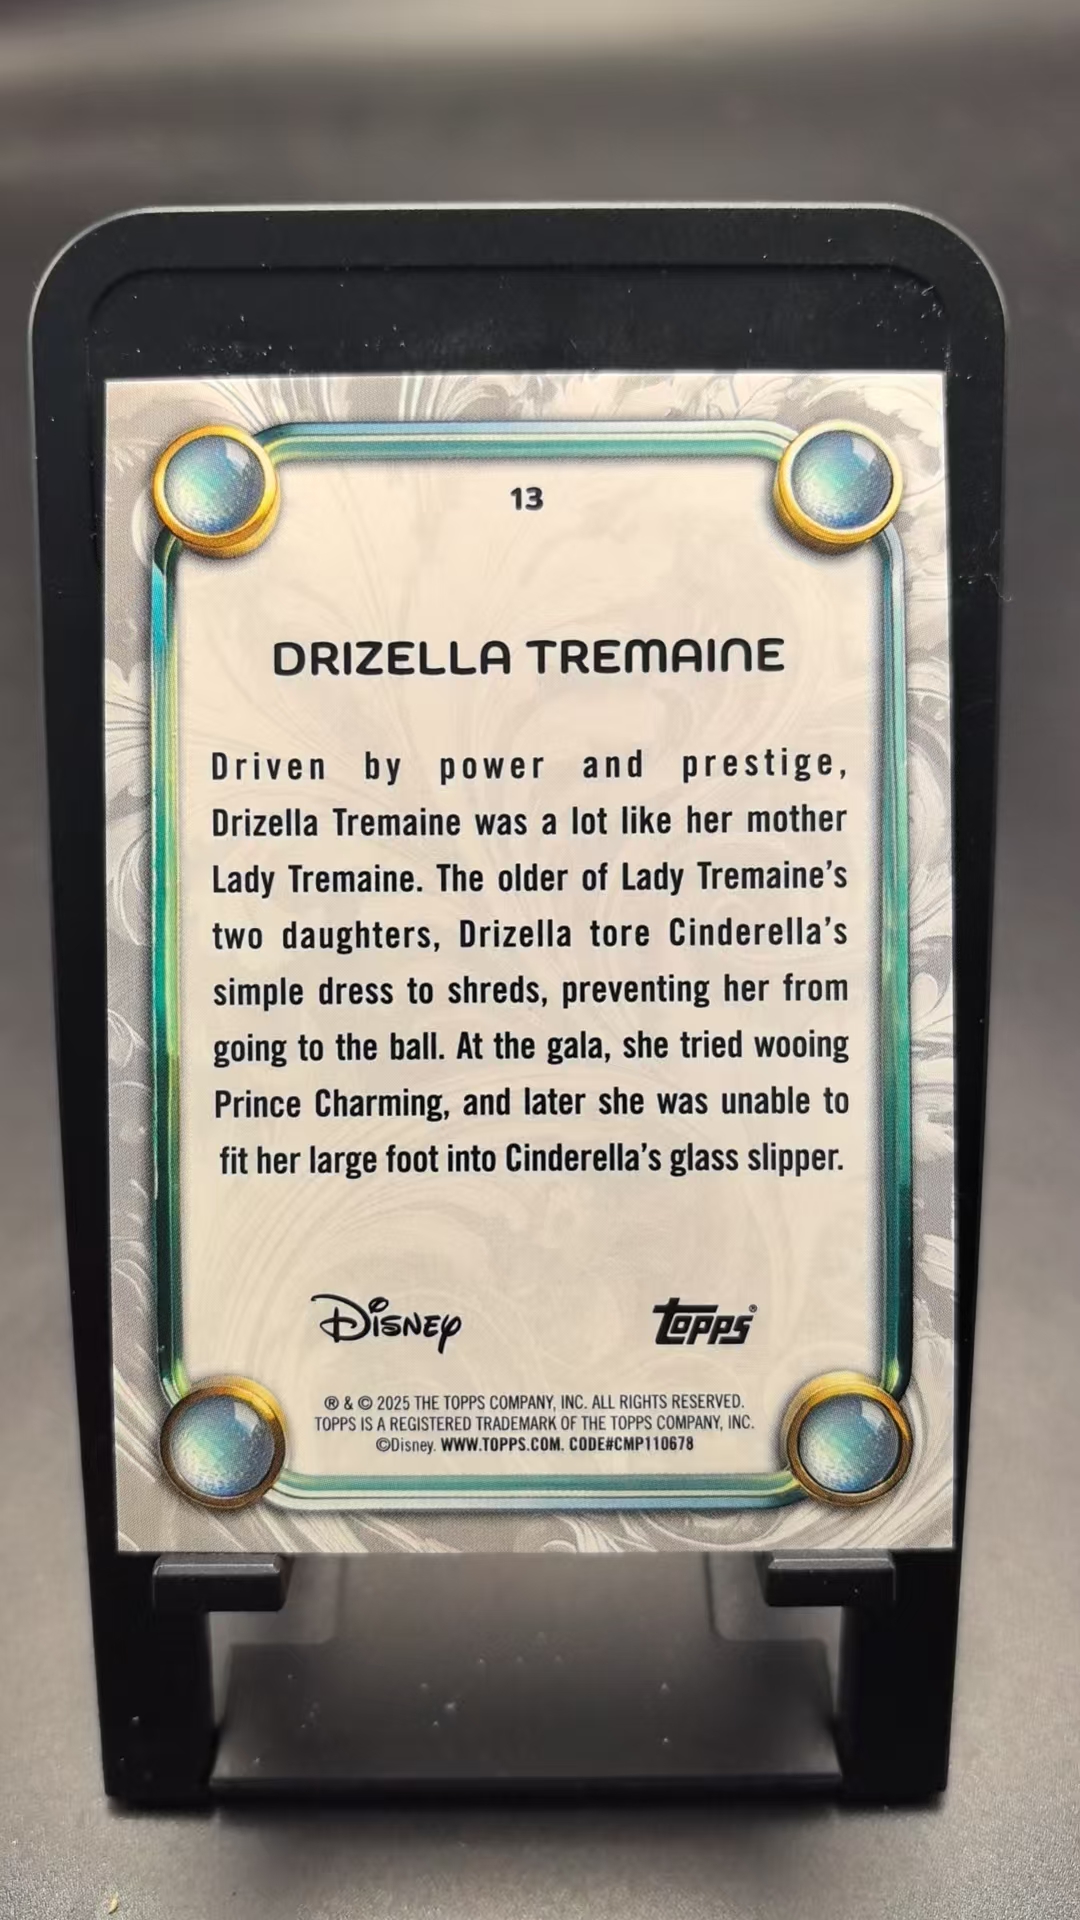 13
DRIZELLA TREMAINE
Driven by power and prestige,
Drizella Tremaine was a lot like her mother
Lady Tremaine. The older of Lady Tremaine's
two daughters, Drizella tore Cinderella's
simple dress to shreds, preventing her from
going to the ball. At the gala, she tried wooing
Prince Charming, and later she was unable to
fit her large foot into Cinderella's glass slipper.
Disney
topps®
® & © 2025 THE TOPPS COMPANY, INC. ALL RIGHTS RESERVED.
TOPPS IS A REGISTERED TRADEMARK OF THE TOPPS COMPANY, INC.
©Disney. WWW.TOPPS.COM. CODE#CMP110678